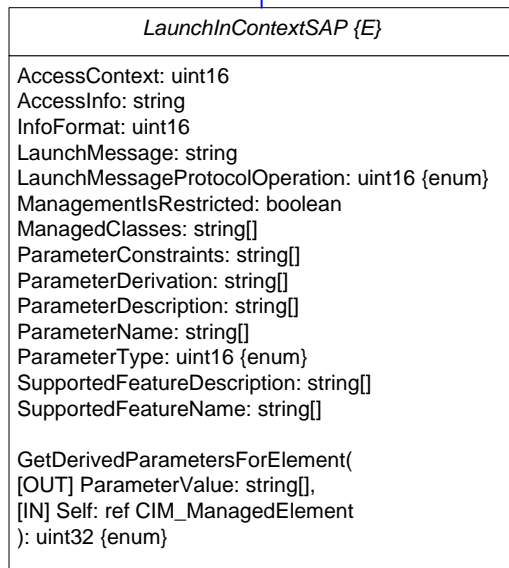 LaunchInContextSAP {E}
AccessContext: uint16
AccessInfo: string
InfoFormat: uint16
LaunchMessage: string
LaunchMessageProtocolOperation: uint16 {enum}
ManagementIsRestricted: boolean
ManagedClasses: string[]
ParameterConstraints: string[]
ParameterDerivation: string[]
ParameterDescription: string[]
ParameterName: string[]
ParameterType: uint16 {enum}
SupportedFeatureDescription: string[]
SupportedFeatureName: string[]
GetDerivedParametersForElement(
[OUT] ParameterValue: string[],
[IN] Self: ref CIM_ManagedElement
): uint32 {enum}